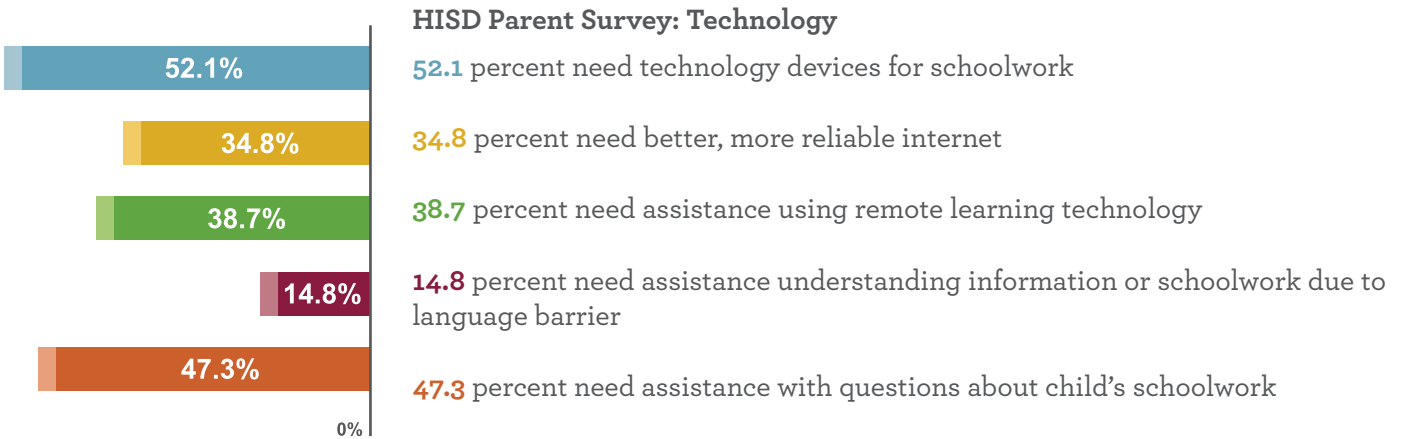 HISD Parent Survey: Technology
52.1%
52.1 percent need technology devices for schoolwork
34.8%
34.8 percent need better, more reliable internet
38.7%
38.7 percent need assistance using remote learning technology
14.8%
14.8 percent need assistance understanding information or schoolwork due to
language barrier
47.3%
47.3 percent need assistance with questions about child’s schoolwork
0%